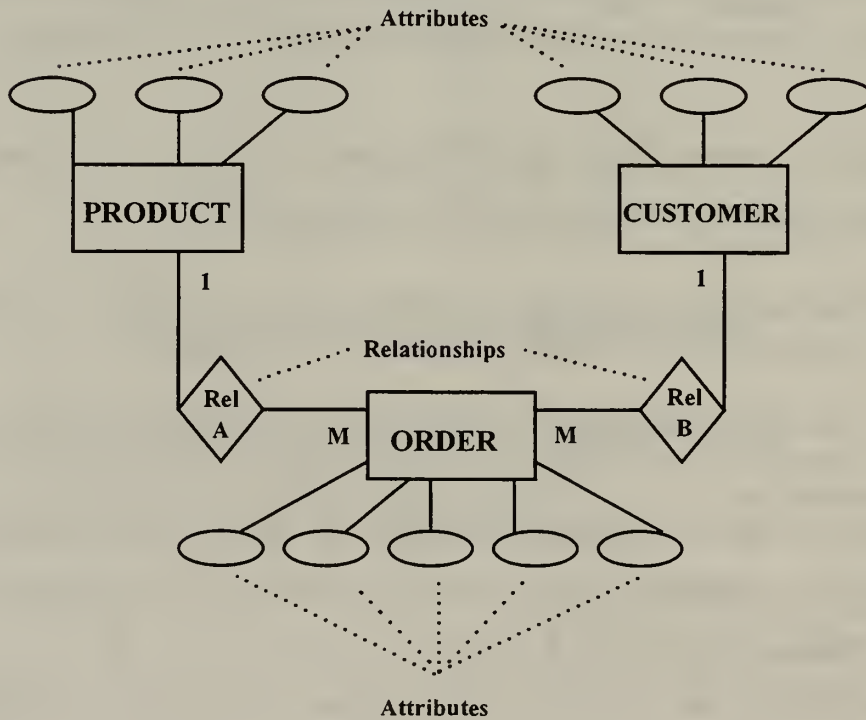 Attributes
PRODUCT
CUSTOMER
1
1
Relationships
Rel
A
Rel
B
M
ORDER
M
Attributes